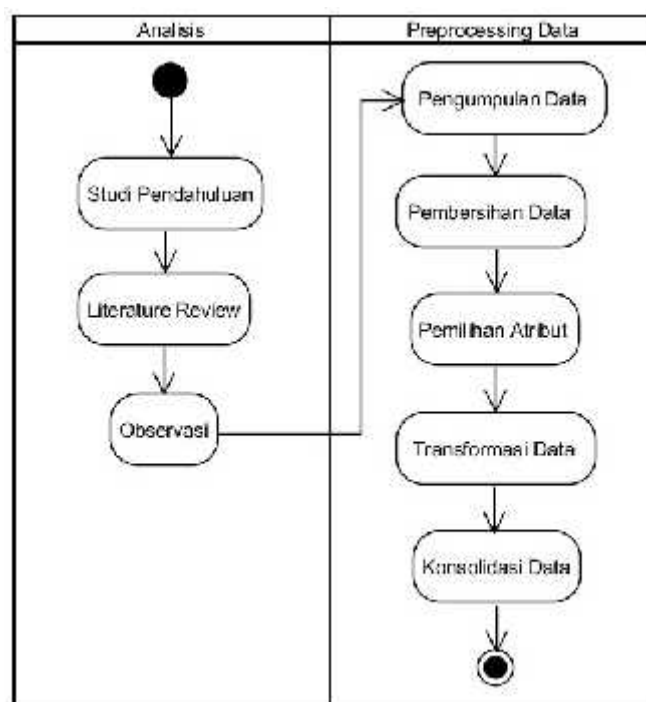 Analisis
Preprocessing Data
Studi Pendahuluan
Literature Review
Observasi
Pengumpulan Data
Pembersihan Data
Pemilihan Atribut
Transformasi Data
Konsolidasi Data